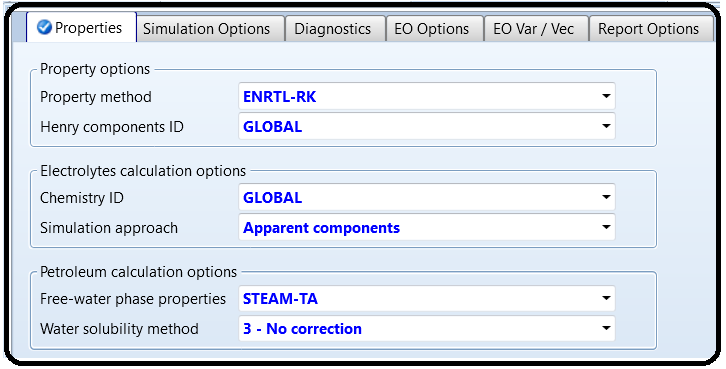 Properties Simulation Options Diagnostics EO Options EO Var / Vec Report Options
Property options
Property method ENRTL-RK
Henry components ID GLOBAL
Electrolytes calculation options
Chemistry ID GLOBAL
Simulation approach Apparent components
Petroleum calculation options
Free-water phase properties STEAM-TA
Water solubility method 3 - No correction